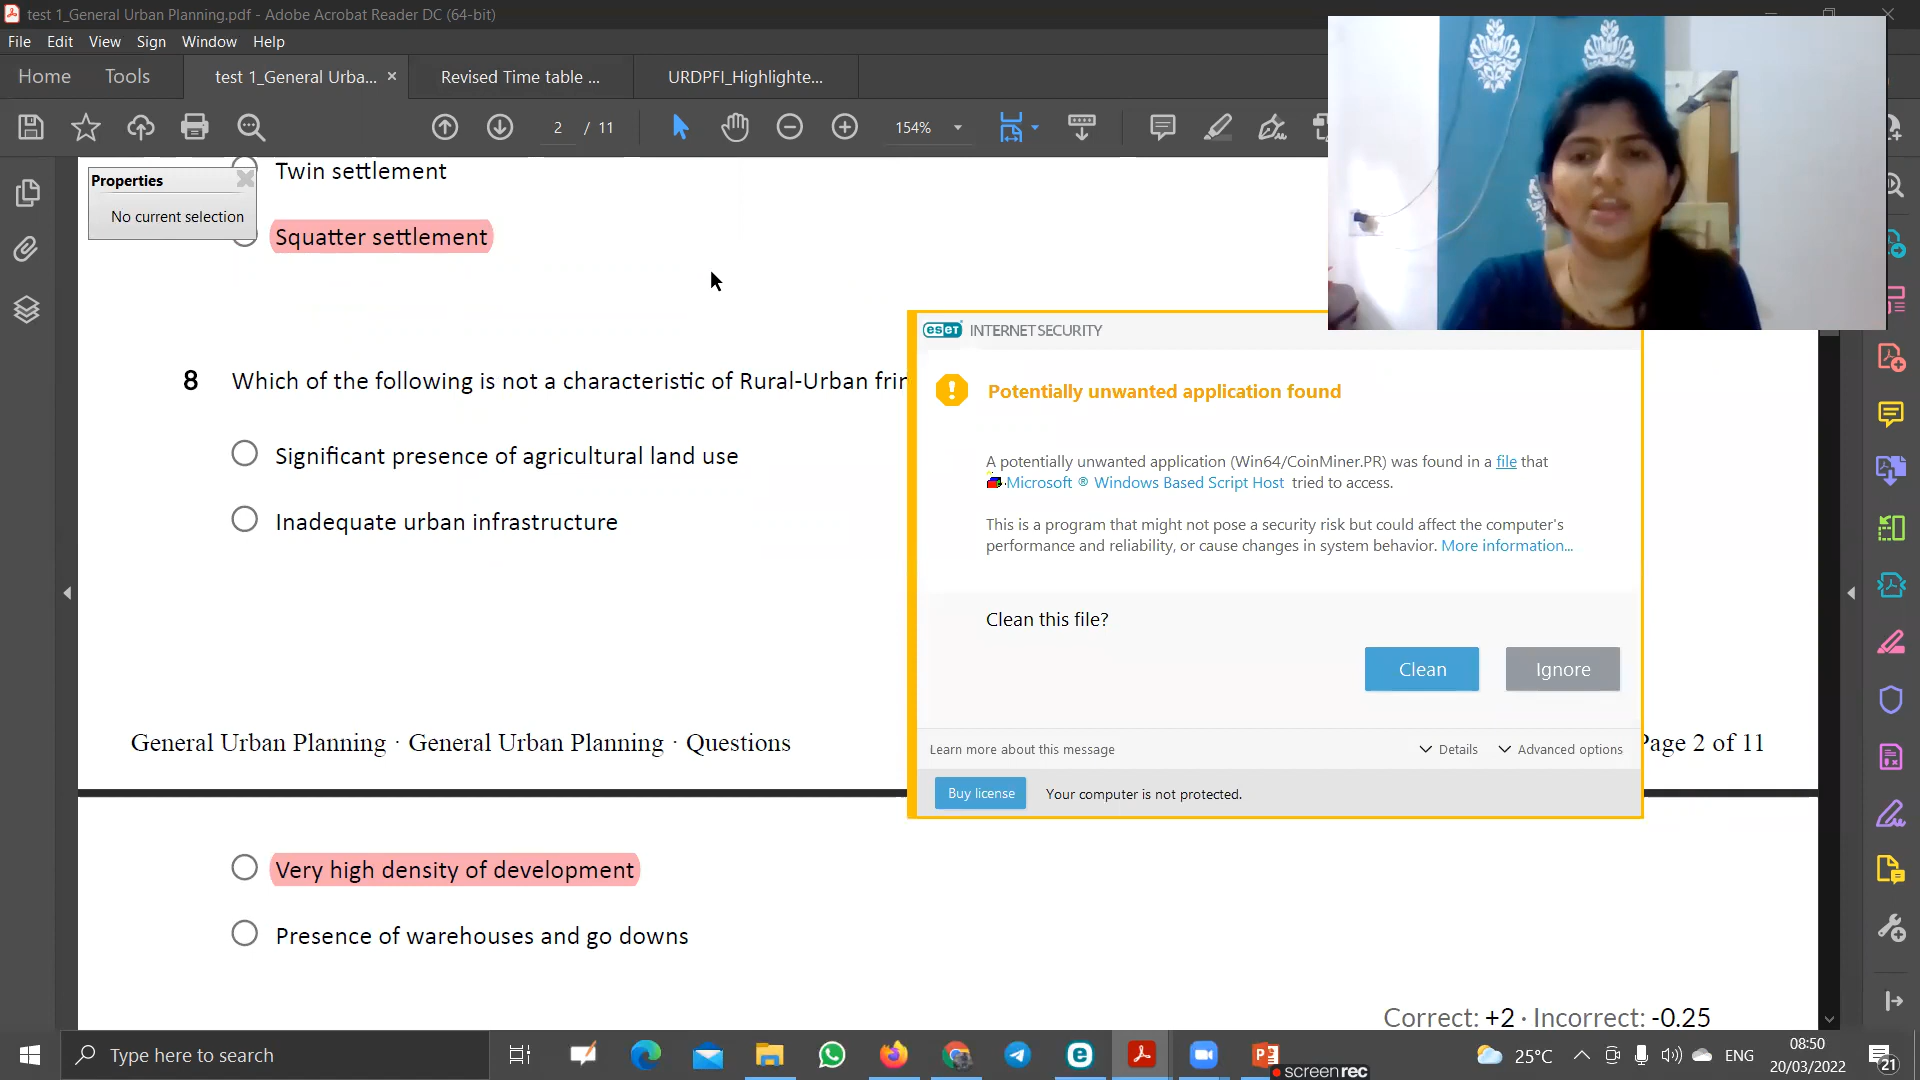 test 1_General Urban Planning.pdf - Adobe Acrobat Reader DC (64-bit)
File Edit View Sign Window Help
Home Tools test 1_General Urba... × Revised Time table ... URDPFI_Highlighte...
2 / 11 154%
Properties
No current selection
Twin settlement
Squatter settlement
8 Which of the following is not a characteristic of Rural-Urban
Significant presence of agricultural land use
Inadequate urban infrastructure
General Urban Planning · General Urban Planning · Questions
Page 2 of 11
eseT INTERNET SECURITY
Potentially unwanted application found
A potentially unwanted application (Win64/CoinMiner.PR) was found in a file that
Microsoft ® Windows Based Script Host tried to access.
This is a program that might not pose a security risk but could affect the computer's
performance and reliability, or cause changes in system behavior. More information...
Clean this file?
Clean Ignore
Learn more about this message Details Advanced options
Buy license Your computer is not protected.
Very high density of development
Presence of warehouses and go downs
Correct: +2 · Incorrect: -0.25
Type here to search
25°C ENG 08:50
20/03/2022
21
screenrec